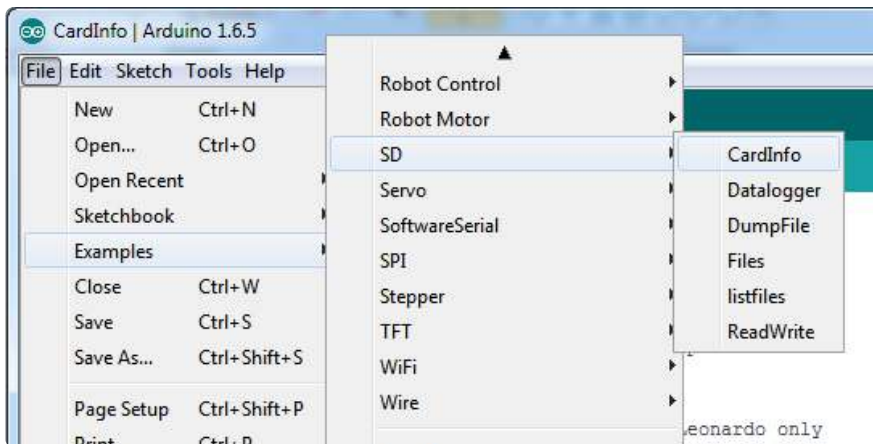 CardInfo | Arduino 1.6.5
File Edit Sketch Tools Help
New Ctrl+N
Open... Ctrl+O
Open Recent
Sketchbook
Examples
Close Ctrl+W
Save Ctrl+S
Save As... Ctrl+Shift+S
Page Setup Ctrl+Shift+P
Print Ctrl+P
Robot Control
Robot Motor
SD
Servo
SoftwareSerial
SPI
Stepper
TFT
WiFi
Wire
CardInfo
Datalogger
DumpFile
Files
listfiles
ReadWrite
eonardo only